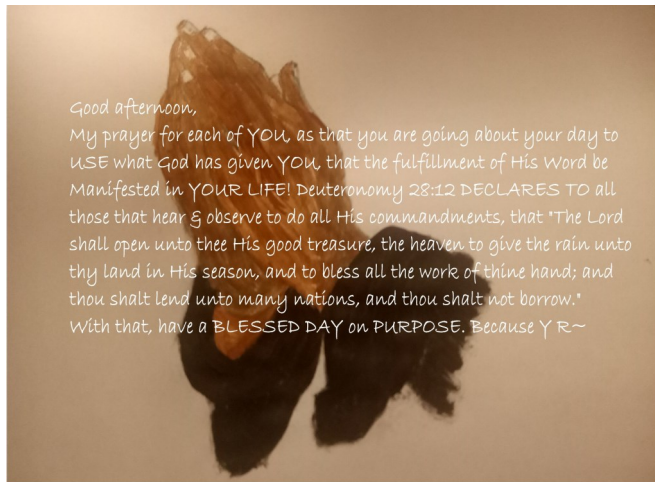 Good afternoon,
My prayer for each of YOU, as that you are going about your day to
USE what God has given YOU, that the fulfillment of His Word be
Manifested in YOUR LIFE! Deuteronomy 28:12 DECLARES TO all
those that hear & observe to do all His commandments, that "The Lord
shall open unto thee His good treasure, the heaven to give the rain unto
thy land in His season, and to bless all the work of thine hand; and
thou shalt lend unto many nations, and thou shalt not borrow."
With that, have a BLESSED DAY on PURPOSE. Because Y R~